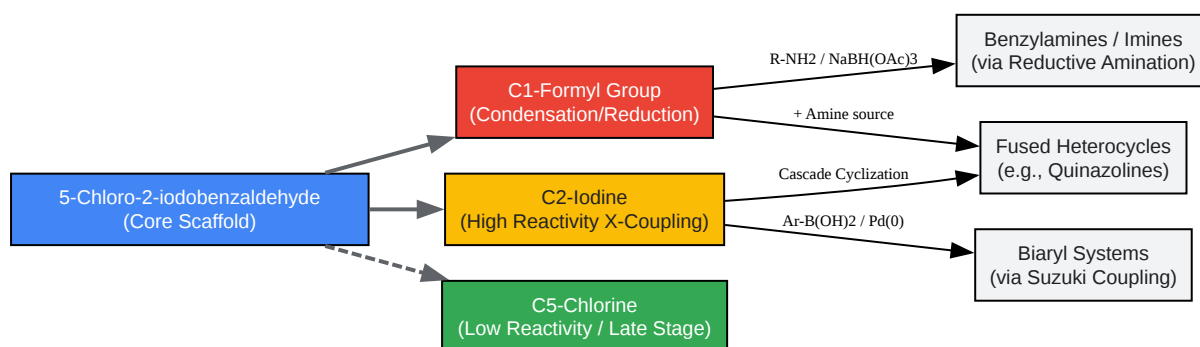 5-Chloro-2-iodobenzaldehyde
(Core Scaffold)
C1-Formyl Group
(Condensation/Reduction)
C2-Iodine
(High Reactivity X-Coupling)
C5-Chlorine
(Low Reactivity / Late Stage)
R-NH2 / NaBH(OAc)3
+ Amine source
Cascade Cyclization
Ar-B(OH)2 / Pd(0)
Benzylamines / Imines
(via Reductive Amination)
Fused Heterocycles
(e.g., Quinazolines)
Biaryl Systems
(via Suzuki Coupling)